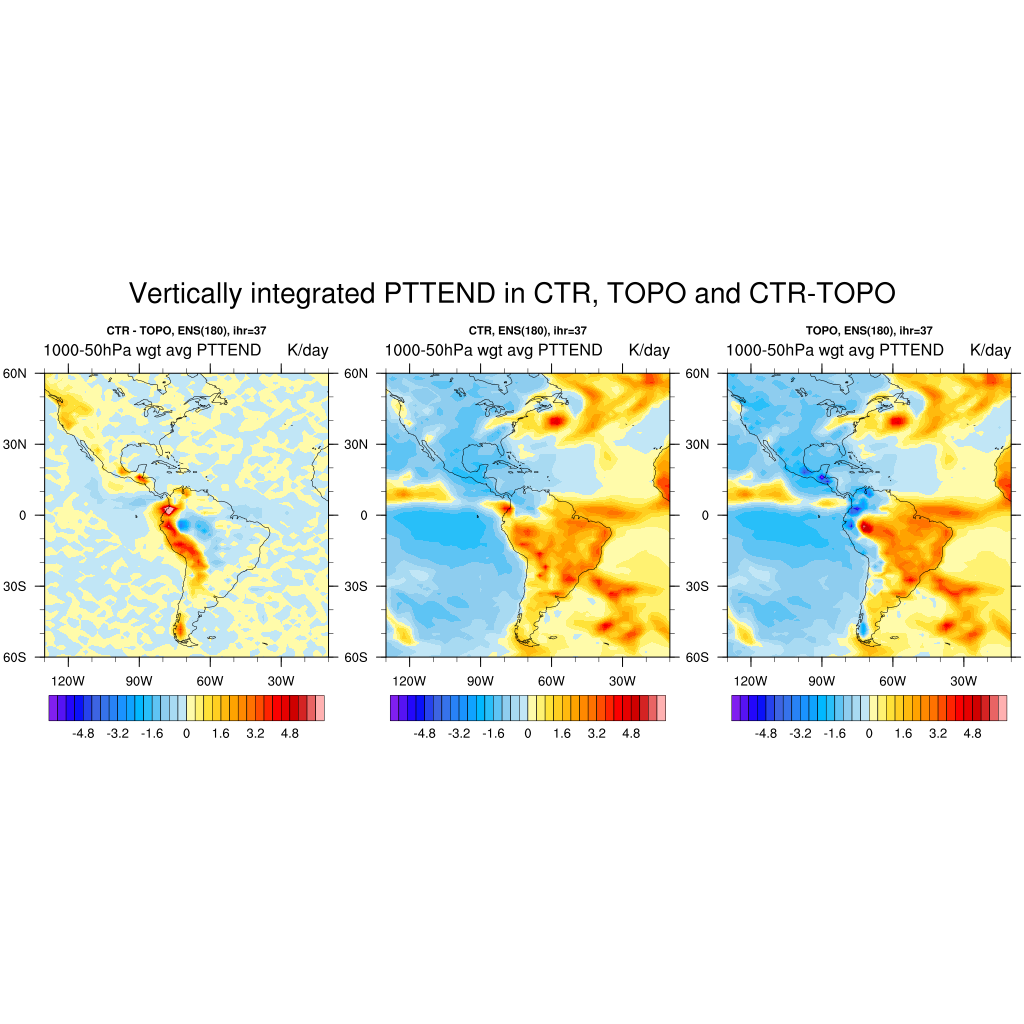 Vertically integrated PTTEND in CTR, TOPO and CTR-TOPO
CTR - TOPO, ENS(180), ihr=37
1000-50hPa wgt avg PTTEND K/day
60N
30N
0
30S
60S
120W 90W 60W 30W
-4.8 -3.2 -1.6 0 1.6 3.2 4.8
CTR, ENS(180), ihr=37
1000-50hPa wgt avg PTTEND K/day
60N
30N
0
30S
60S
120W 90W 60W 30W
-4.8 -3.2 -1.6 0 1.6 3.2 4.8
TOPO, ENS(180), ihr=37
1000-50hPa wgt avg PTTEND K/day
60N
30N
0
30S
60S
120W 90W 60W 30W
-4.8 -3.2 -1.6 0 1.6 3.2 4.8